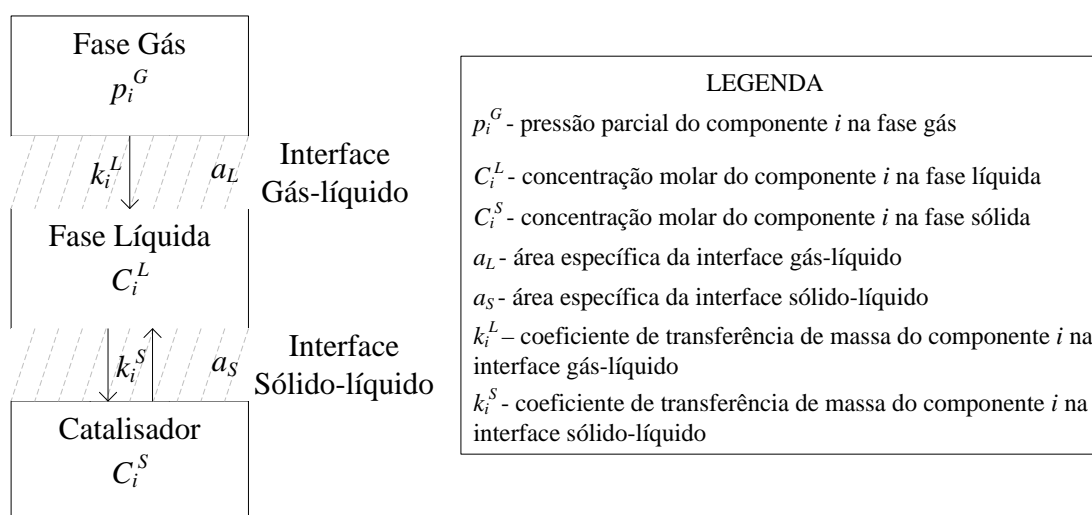 Fase Gás
p_i^G
k_i^L
a_L
Interface
Gás-líquido
Fase Líquida
C_i^L
k_i^S
a_S
Interface
Sólido-líquido
Catalisador
C_i^S
LEGENDA
p_i^G - pressão parcial do componente i na fase gás
C_i^L - concentração molar do componente i na fase líquida
C_i^S - concentração molar do componente i na fase sólida
a_L - área específica da interface gás-líquido
a_S - área específica da interface sólido-líquido
k_i^L – coeficiente de transferência de massa do componente i na
interface gás-líquido
k_i^S - coeficiente de transferência de massa do componente i na
interface sólido-líquido